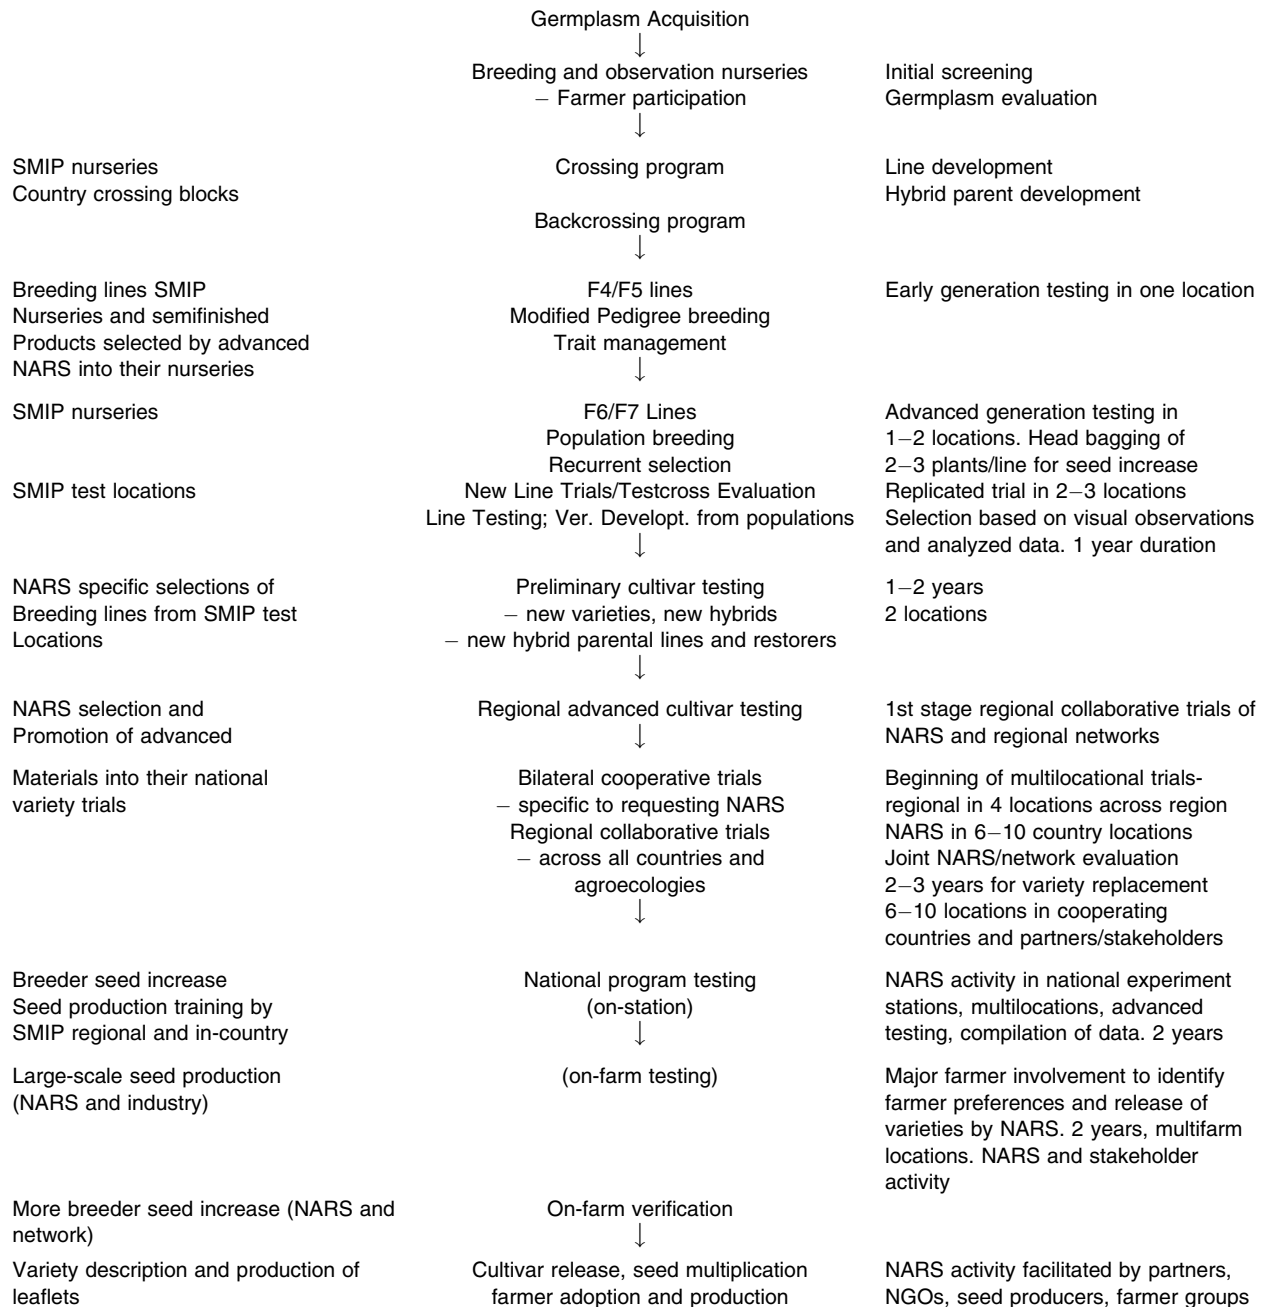 Germplasm Acquisition
↓
Breeding and observation nurseries Initial screening
– Farmer participation Germplasm evaluation
↓
SMIP nurseries Crossing program Line development
Country crossing blocks Hybrid parent development
Backcrossing program
↓
Breeding lines SMIP F4/F5 lines Early generation testing in one location
Nurseries and semifinished Modified Pedigree breeding
Products selected by advanced Trait management
NARS into their nurseries ↓
SMIP nurseries F6/F7 Lines Advanced generation testing in
Population breeding 1–2 locations. Head bagging of
Recurrent selection 2–3 plants/line for seed increase
SMIP test locations New Line Trials/Testcross Evaluation Replicated trial in 2–3 locations
Line Testing; Ver. Developt. from populations Selection based on visual observations
↓ and analyzed data. 1 year duration
NARS specific selections of Preliminary cultivar testing 1–2 years
Breeding lines from SMIP test – new varieties, new hybrids 2 locations
Locations – new hybrid parental lines and restorers
↓
NARS selection and Regional advanced cultivar testing 1st stage regional collaborative trials of
Promotion of advanced ↓ NARS and regional networks
Materials into their national Bilateral cooperative trials Beginning of multilocational trials-
variety trials – specific to requesting NARS regional in 4 locations across region
Regional collaborative trials NARS in 6–10 country locations
– across all countries and Joint NARS/network evaluation
agroecologies 2–3 years for variety replacement
↓ 6–10 locations in cooperating
countries and partners/stakeholders
Breeder seed increase National program testing NARS activity in national experiment
Seed production training by (on-station) stations, multilocations, advanced
SMIP regional and in-country ↓ testing, compilation of data. 2 years
Large-scale seed production (on-farm testing) Major farmer involvement to identify
(NARS and industry) farmer preferences and release of
varieties by NARS. 2 years, multifarm
locations. NARS and stakeholder
activity
More breeder seed increase (NARS and On-farm verification
network) ↓
Variety description and production of Cultivar release, seed multiplication NARS activity facilitated by partners,
leaflets farmer adoption and production NGOs, seed producers, farmer groups